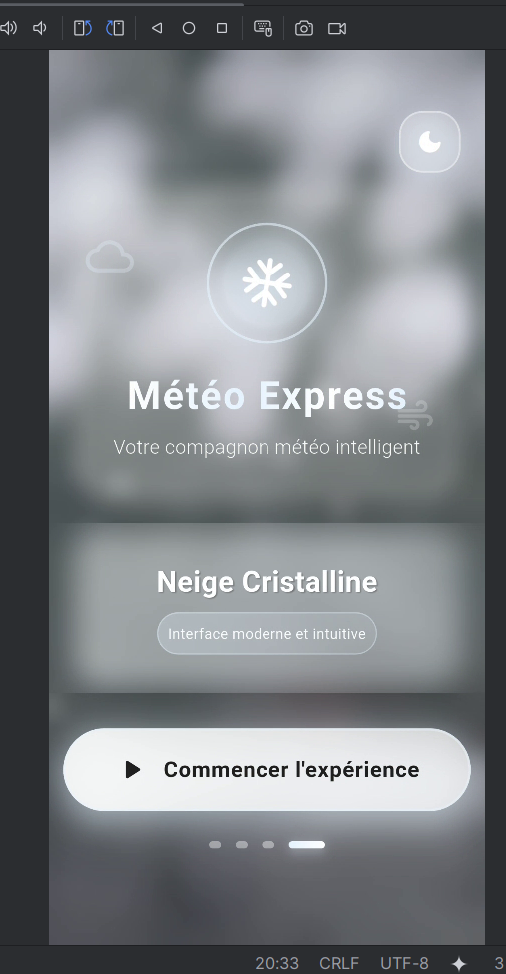 Météo Express
Votre compagnon météo intelligent
Neige Cristalline
Interface moderne et intuitive
Commencer l'expérience
20:33 CRLF UTF-8 3